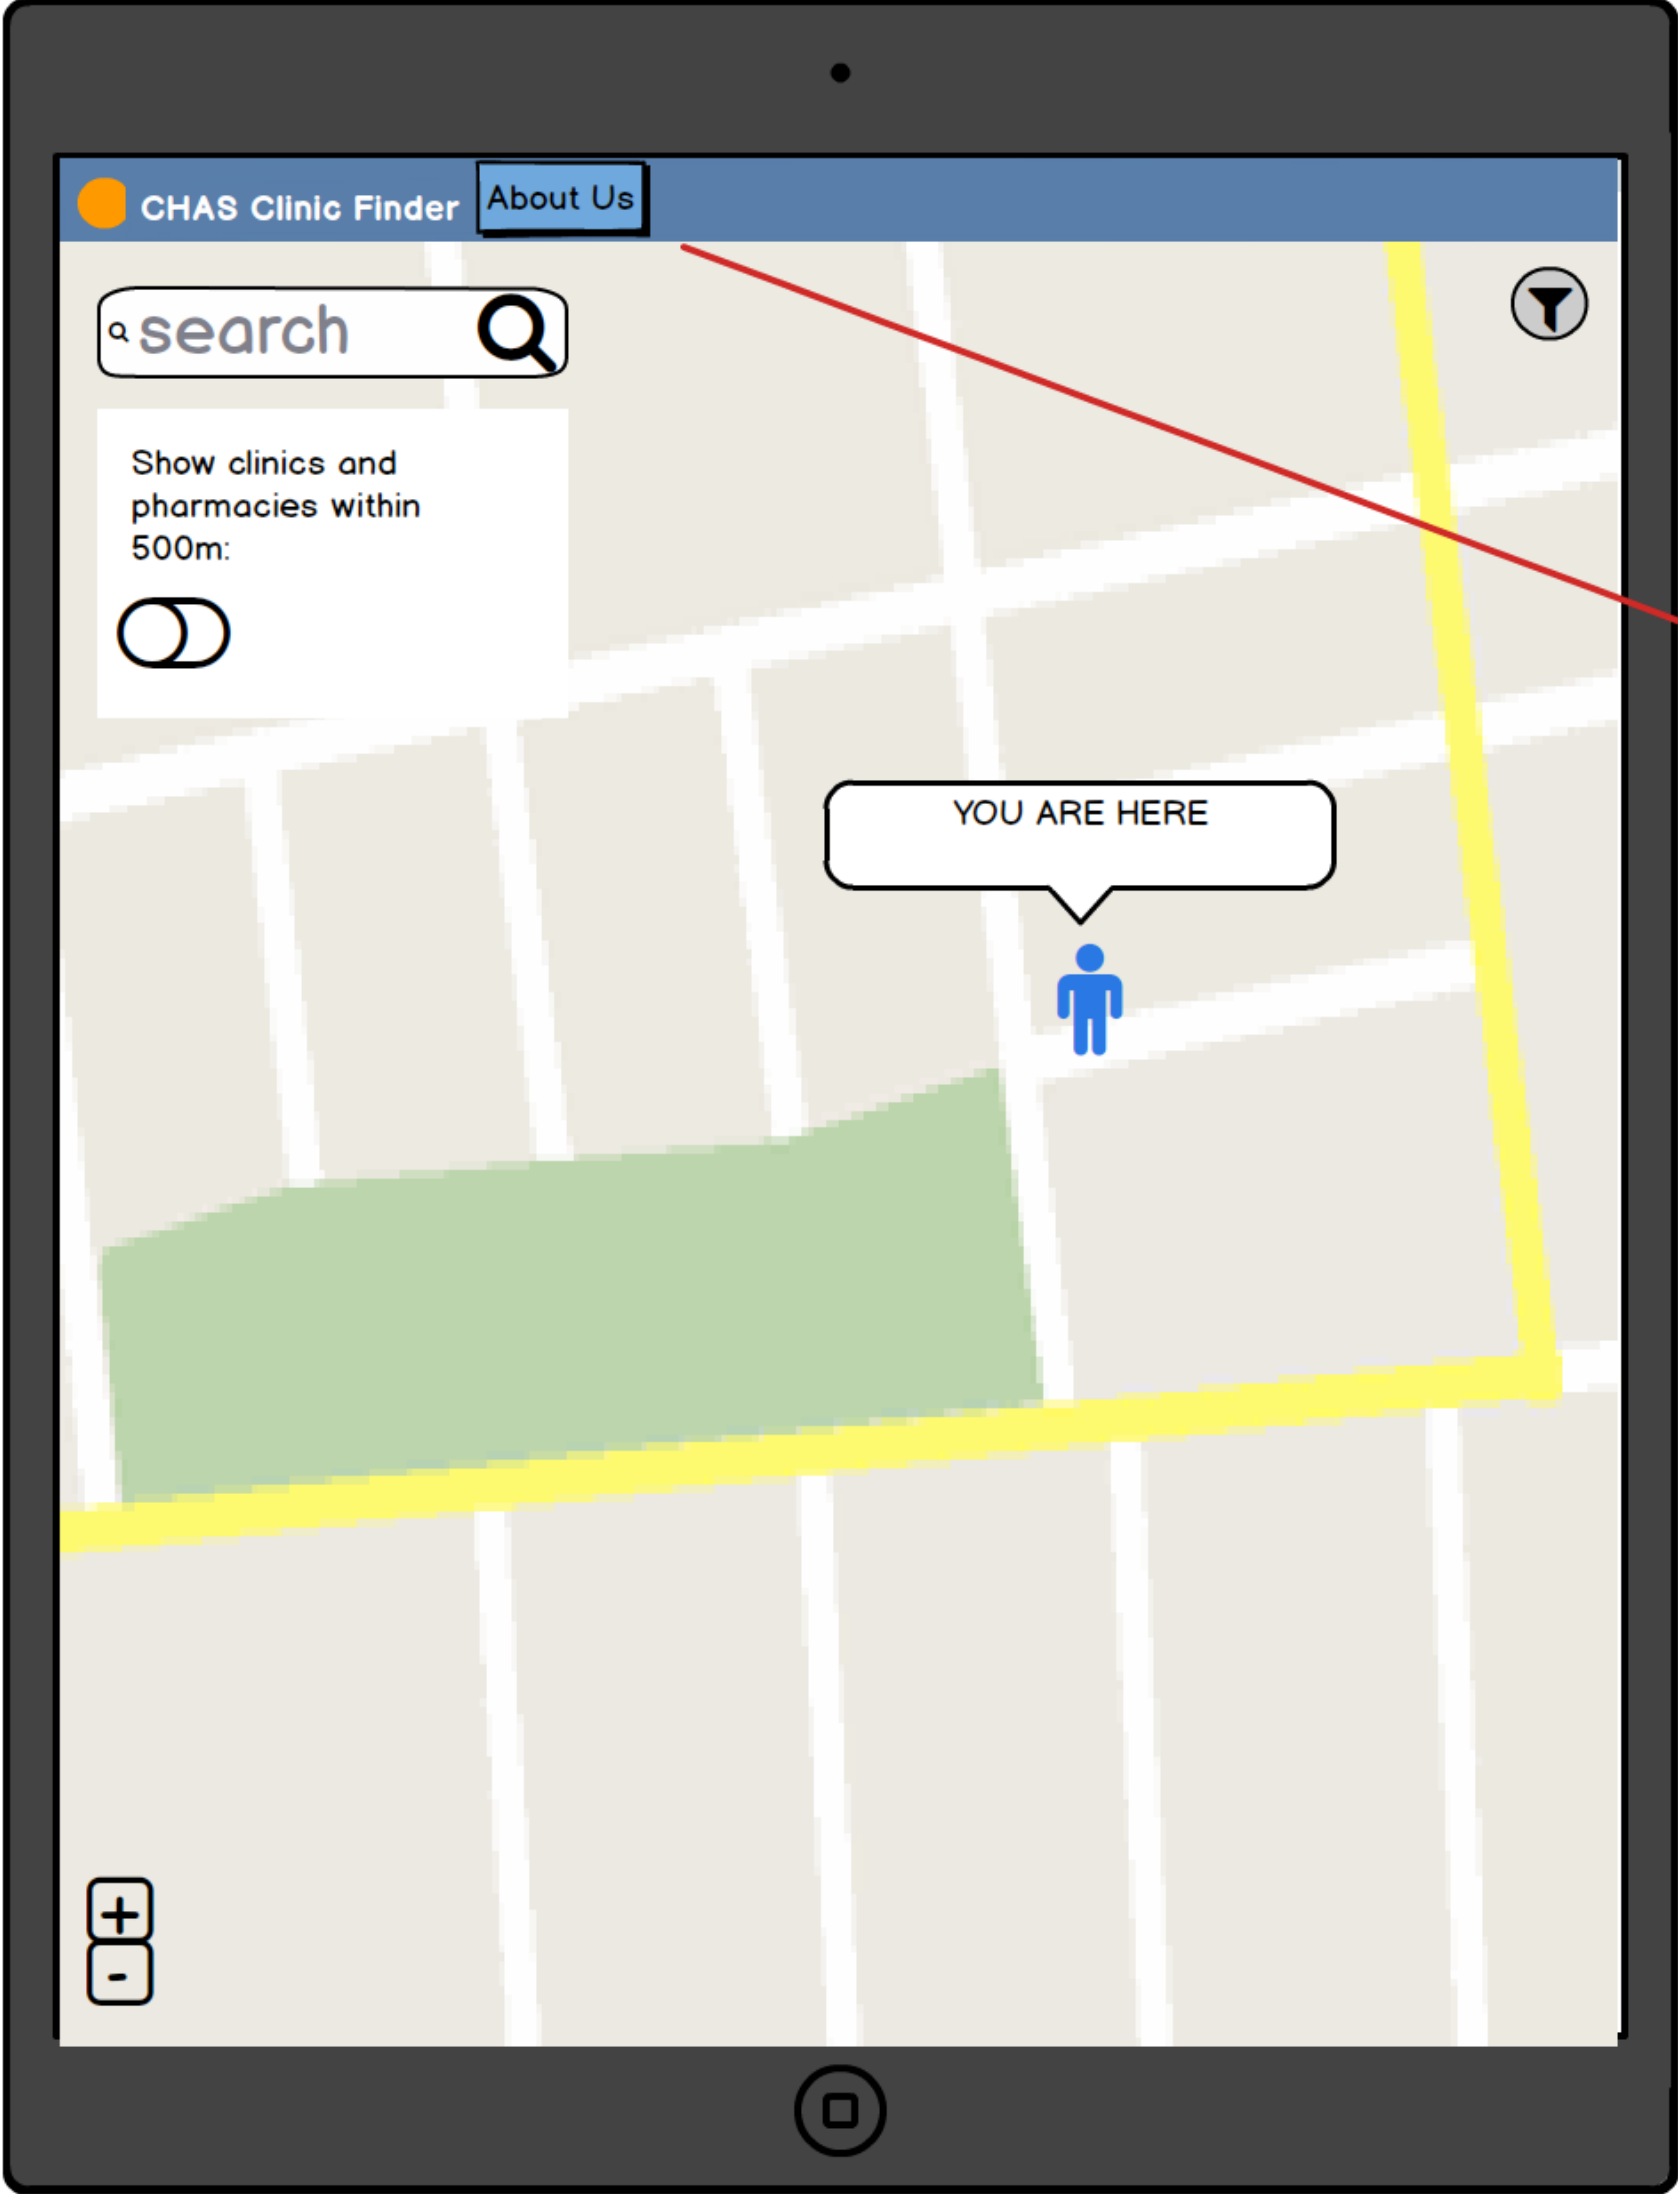 CHAS Clinic Finder
About Us
search
Show clinics and
pharmacies within
500m:
YOU ARE HERE
+
-